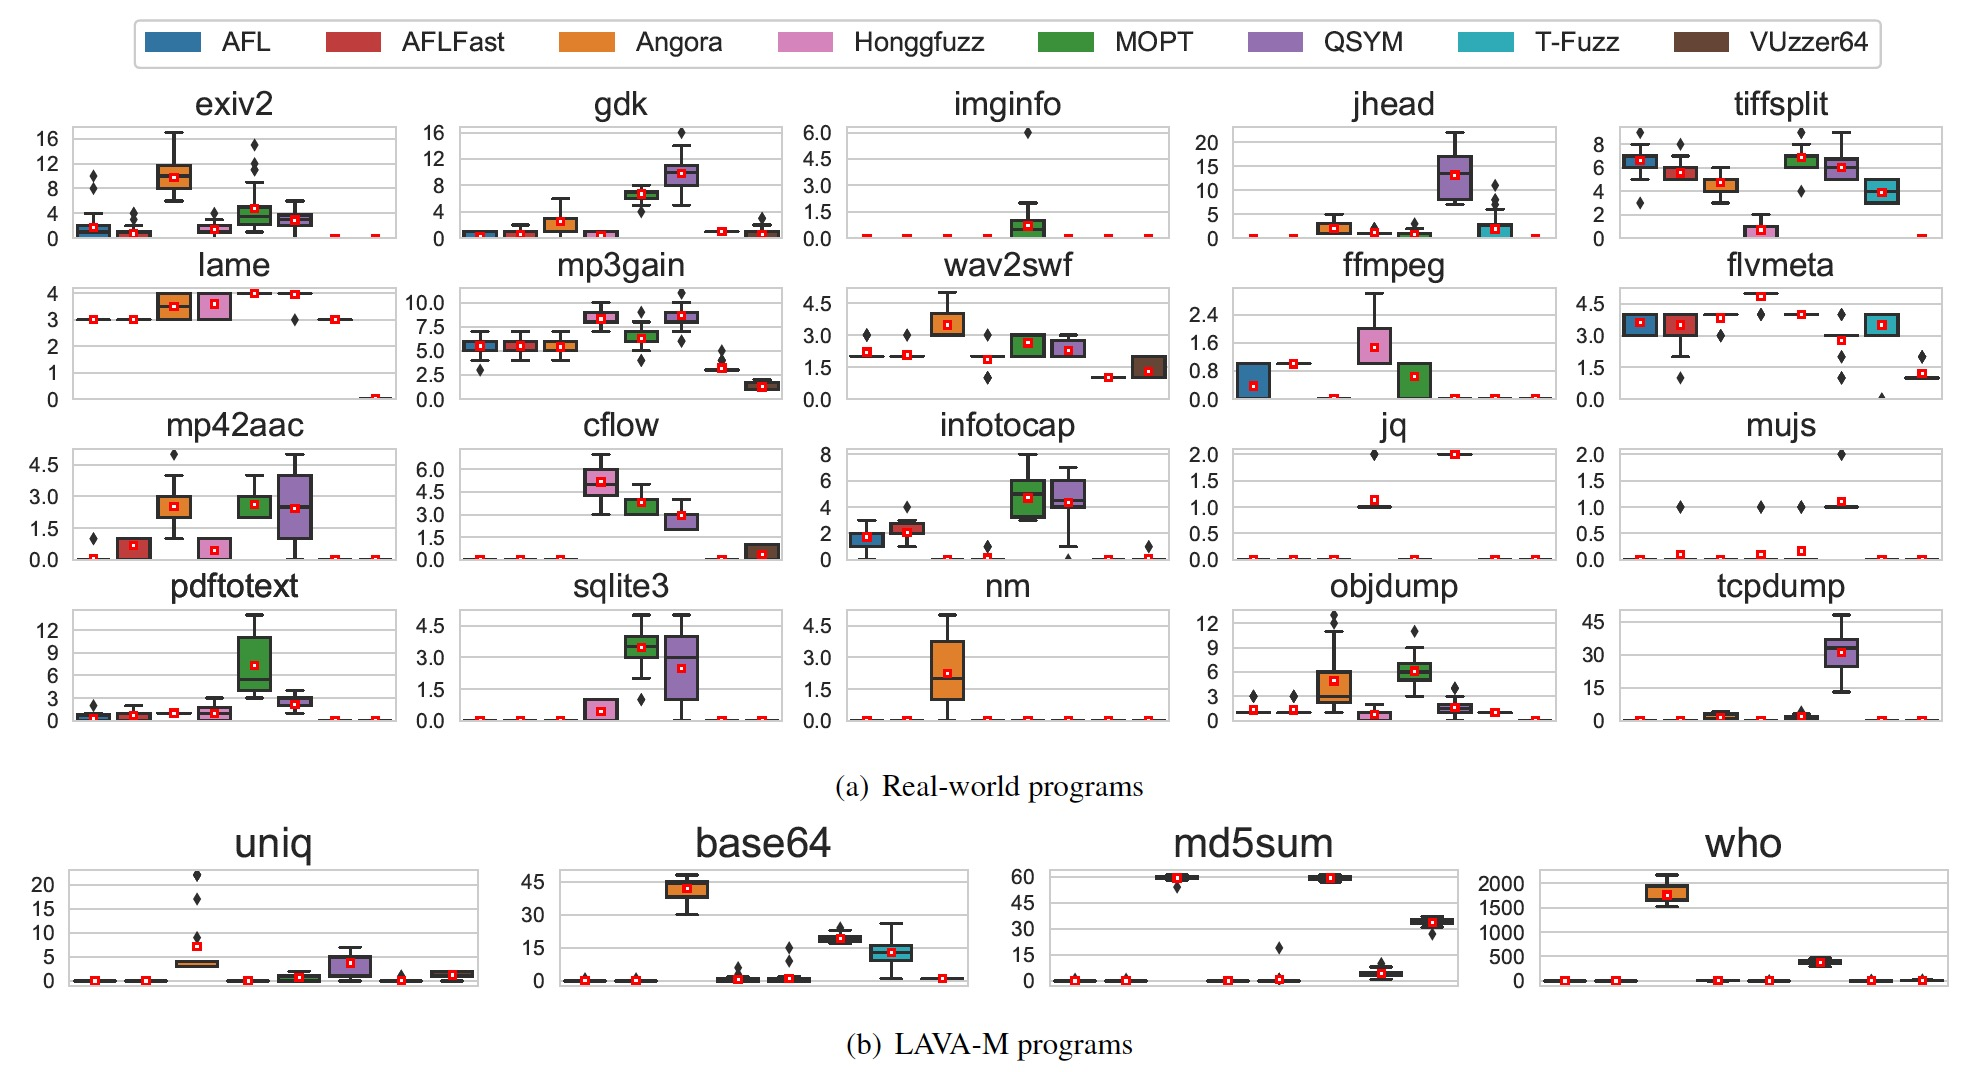 AFL AFLFast Angora Honggfuzz MOPT QSYM T-Fuzz VUzzer64
exiv2 gdk imginfo jhead tiffsplit
16 12 8 4 0
16 14 12 10 8 6 4 2 0
6.0 4.5 3.0 1.5 0.0
20 15 10 5 0
8 6 4 2 0
lame mp3gain wav2swf ffmpeg flvmeta
4 3 2 1 0
10.0 7.5 5.0 2.5 0.0
4.5 3.0 1.5 0.0
2.4 1.6 0.8 0.0
4.5 3.0 1.5 0.0
mp42aac cflow infotocap jq mujs
4.5 3.0 1.5 0.0
6.0 4.5 3.0 1.5 0.0
8 6 4 2 0
2.0 1.5 1.0 0.5 0.0
2.0 1.5 1.0 0.5 0.0
pdftotext sqlite3 nm objdump tcpdump
12 9 6 3 0
4.5 3.0 1.5 0.0
4.5 3.0 1.5 0.0
12 9 6 3 0
45 30 15 0
(a) Real-world programs
uniq base64 md5sum who
20 15 10 5 0
45 30 15 0
60 45 30 15 0
2000 1500 1000 500 0
(b) LAVA-M programs